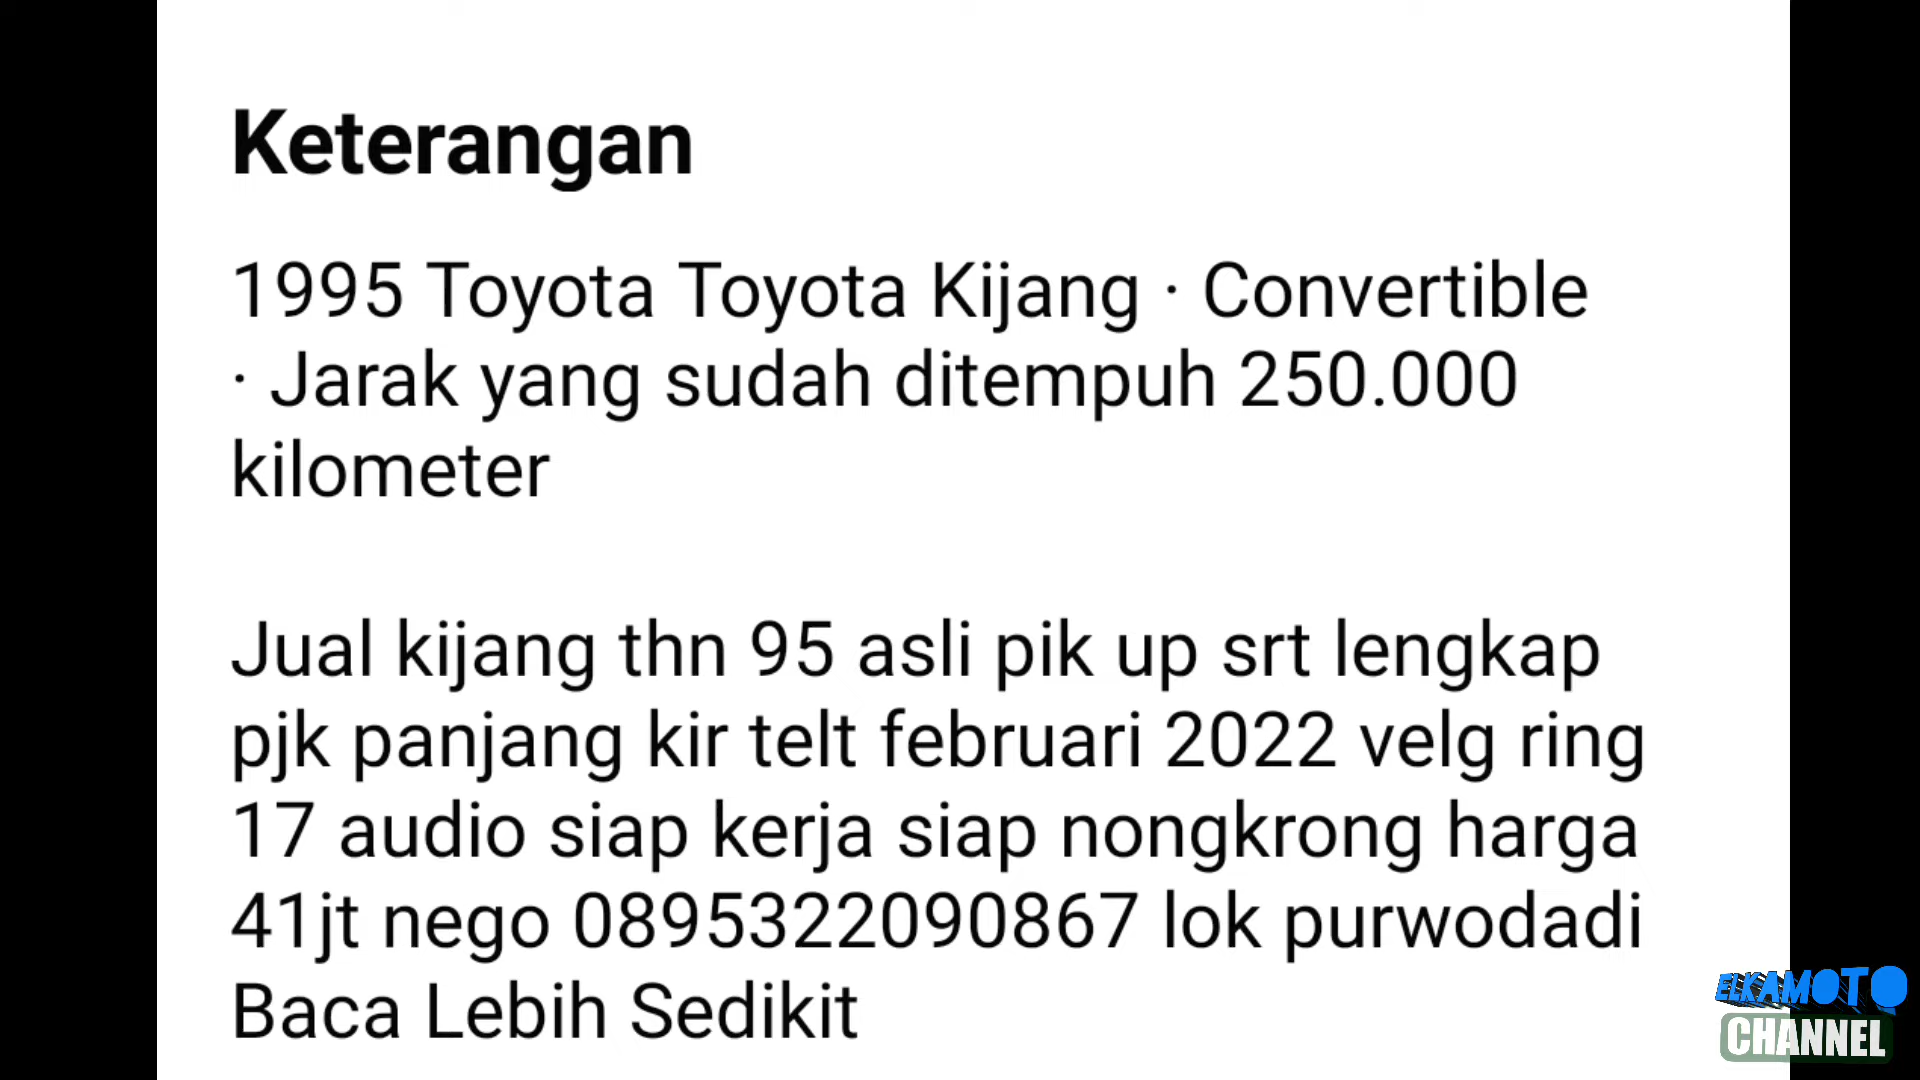 Keterangan
1995 Toyota Toyota Kijang · Convertible
· Jarak yang sudah ditempuh 250.000
kilometer
Jual kijang thn 95 asli pik up srt lengkap
pjk panjang kir telt februari 2022 velg ring
17 audio siap kerja siap nongkrong harga
41jt nego 0895322090867 lok purwodadi
Baca Lebih Sedikit
ELKAMOTO
CHANNEL